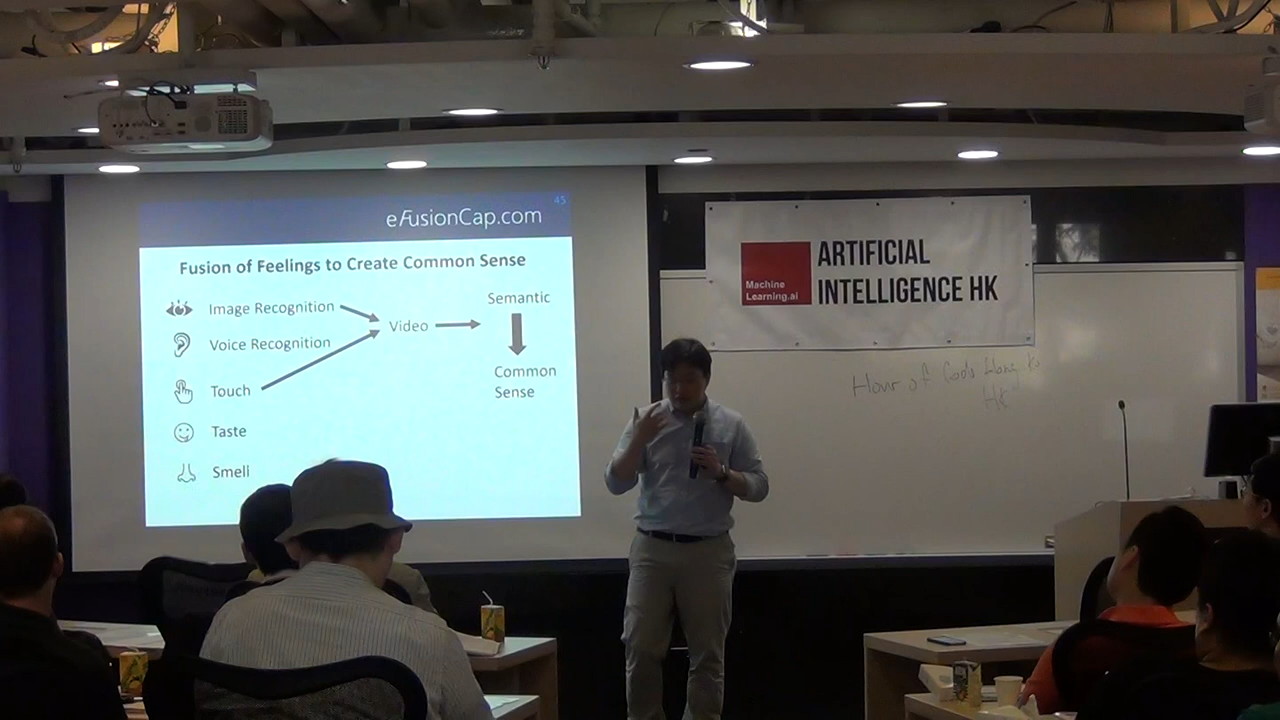 45
eFusionCap.com
Fusion of Feelings to Create Common Sense
Image Recognition
Voice Recognition
Touch
Taste
Smell
Video
Semantic
Common
Sense
Machine
Learning.ai
ARTIFICIAL
INTELLIGENCE HK
Hour of Code Hong
HK